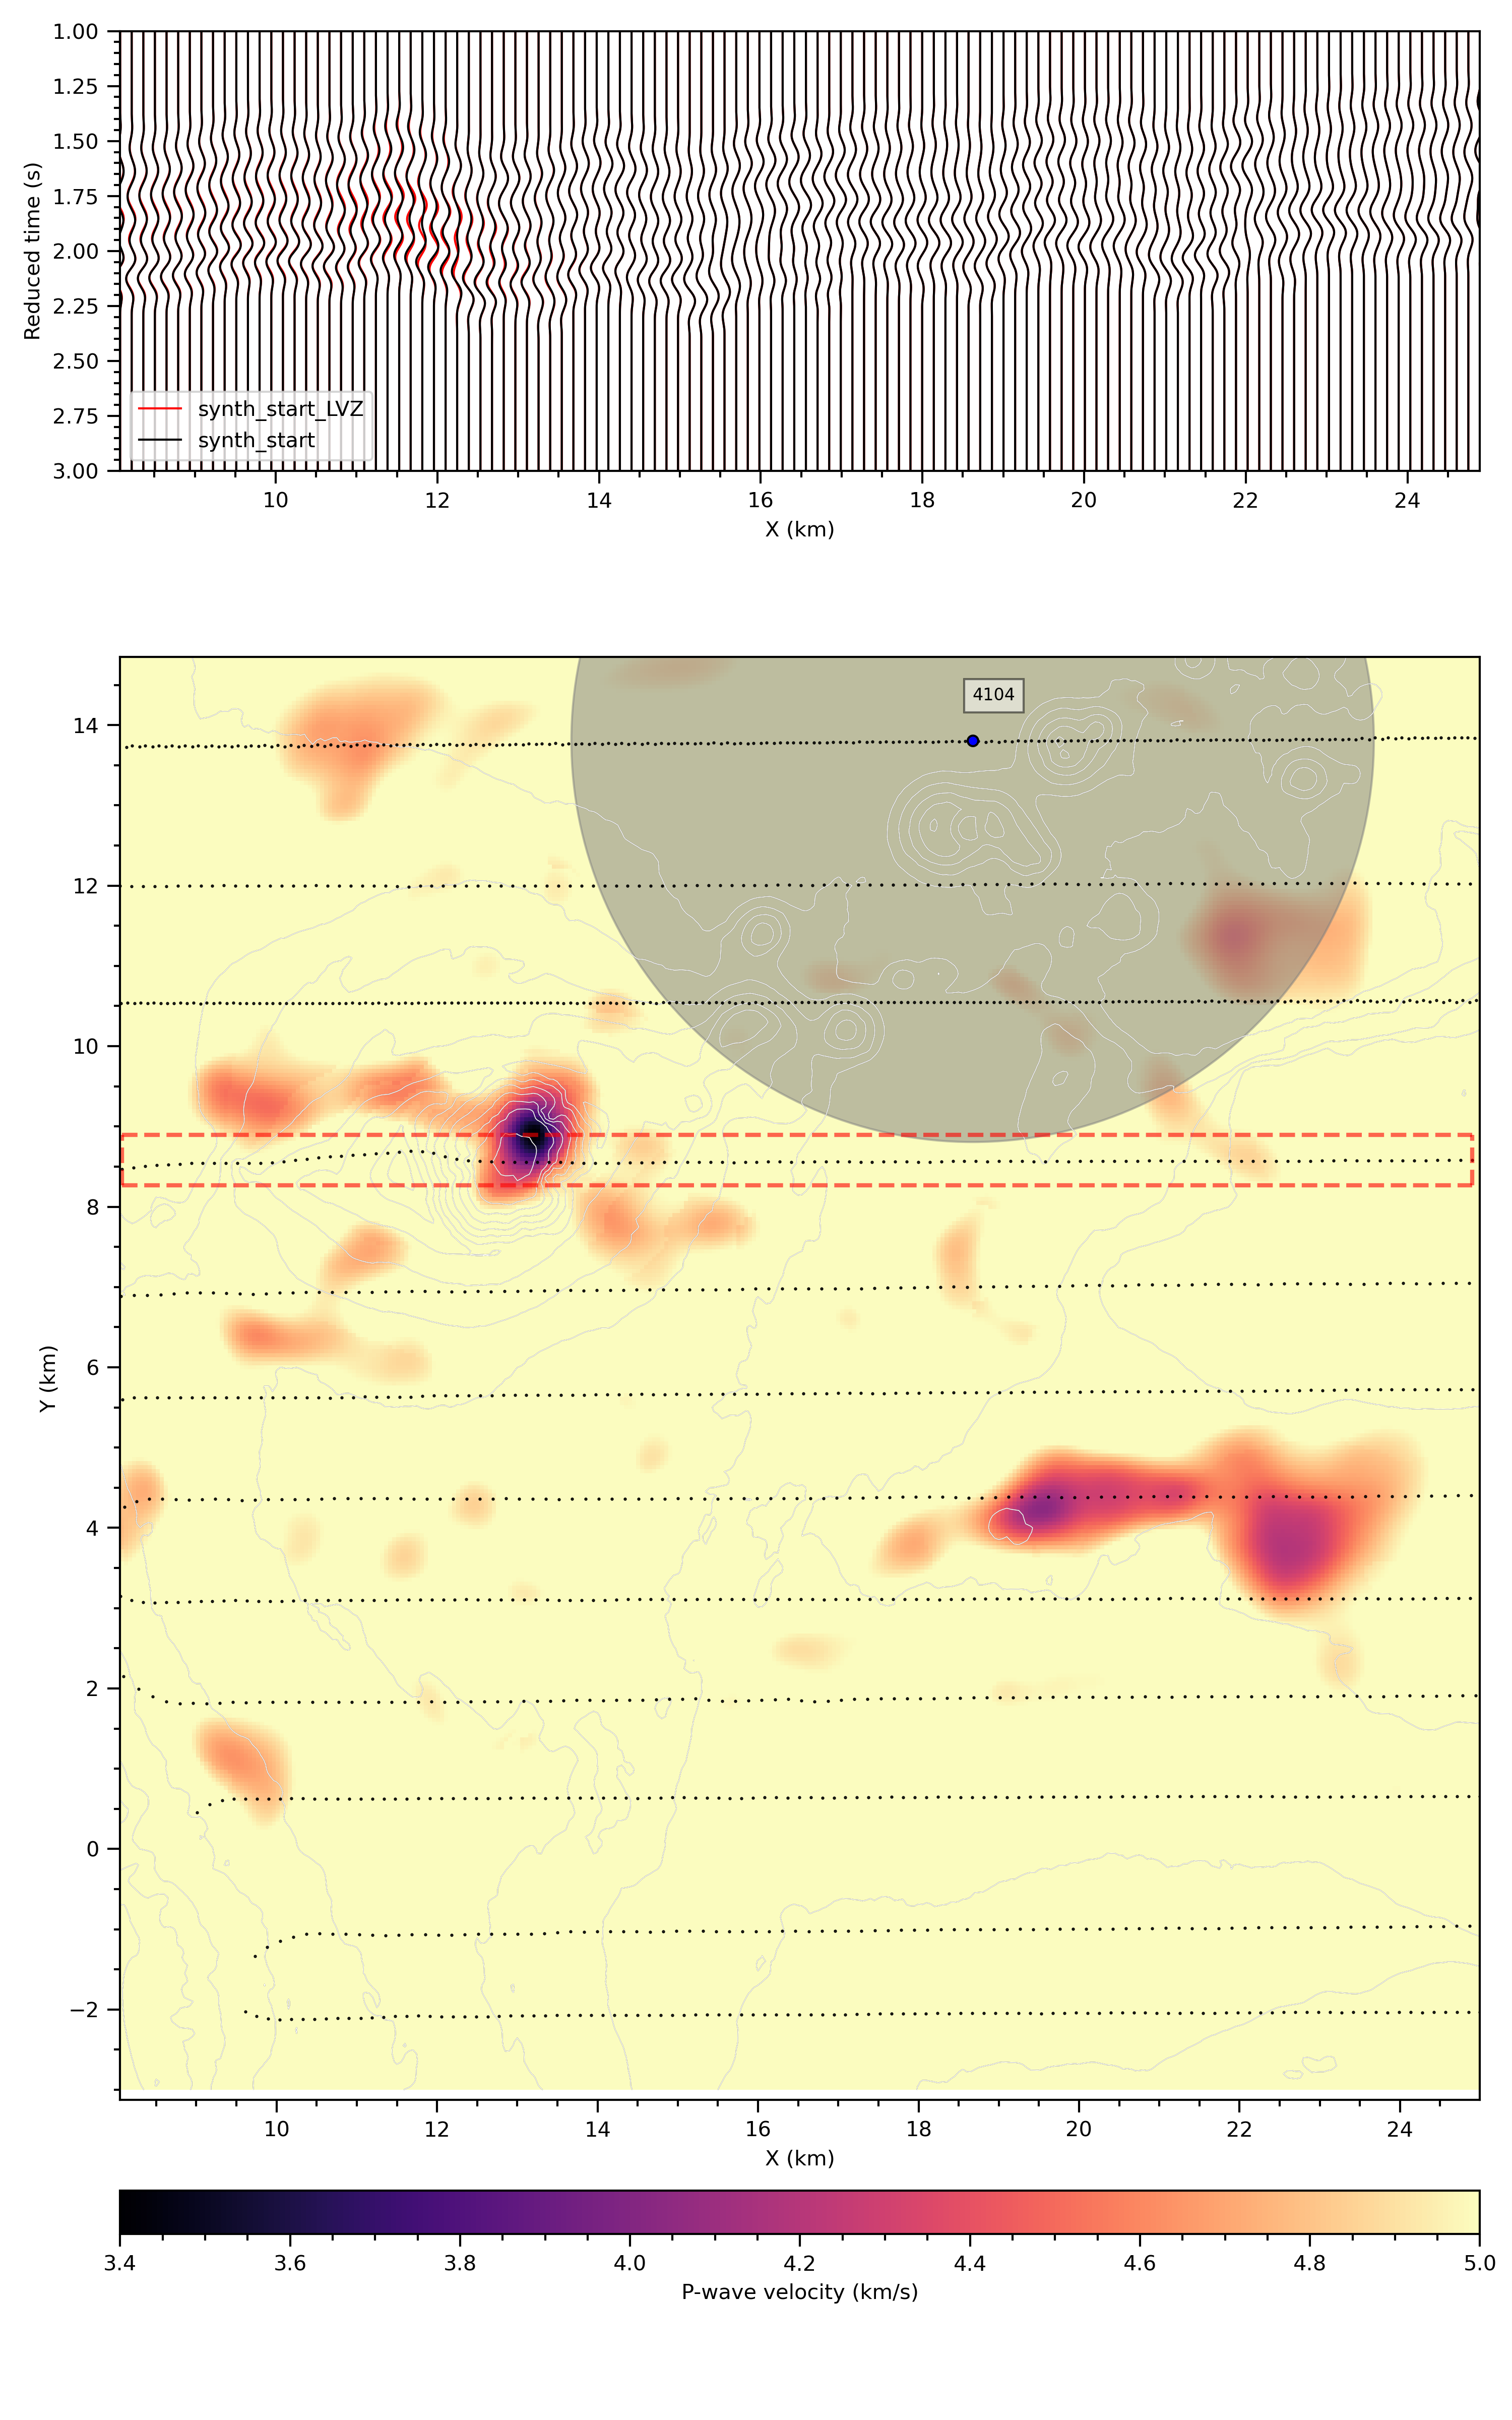 1.00
1.25
1.50
1.75
2.00
2.25
2.50
2.75
3.00
Reduced time (s)
synth_start_LVZ
synth_start
10 12 14 16 18 20 22 24
X (km)
4104
14
12
10
8
6
4
2
0
−2
Y (km)
10 12 14 16 18 20 22 24
X (km)
3.4 3.6 3.8 4.0 4.2 4.4 4.6 4.8 5.0
P-wave velocity (km/s)